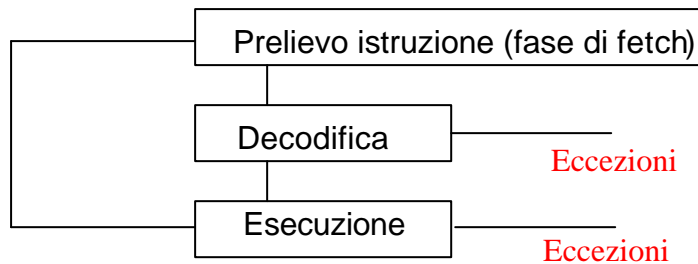 Prelievo istruzione (fase di fetch)
Decodifica
Eccezioni
Esecuzione
Eccezioni